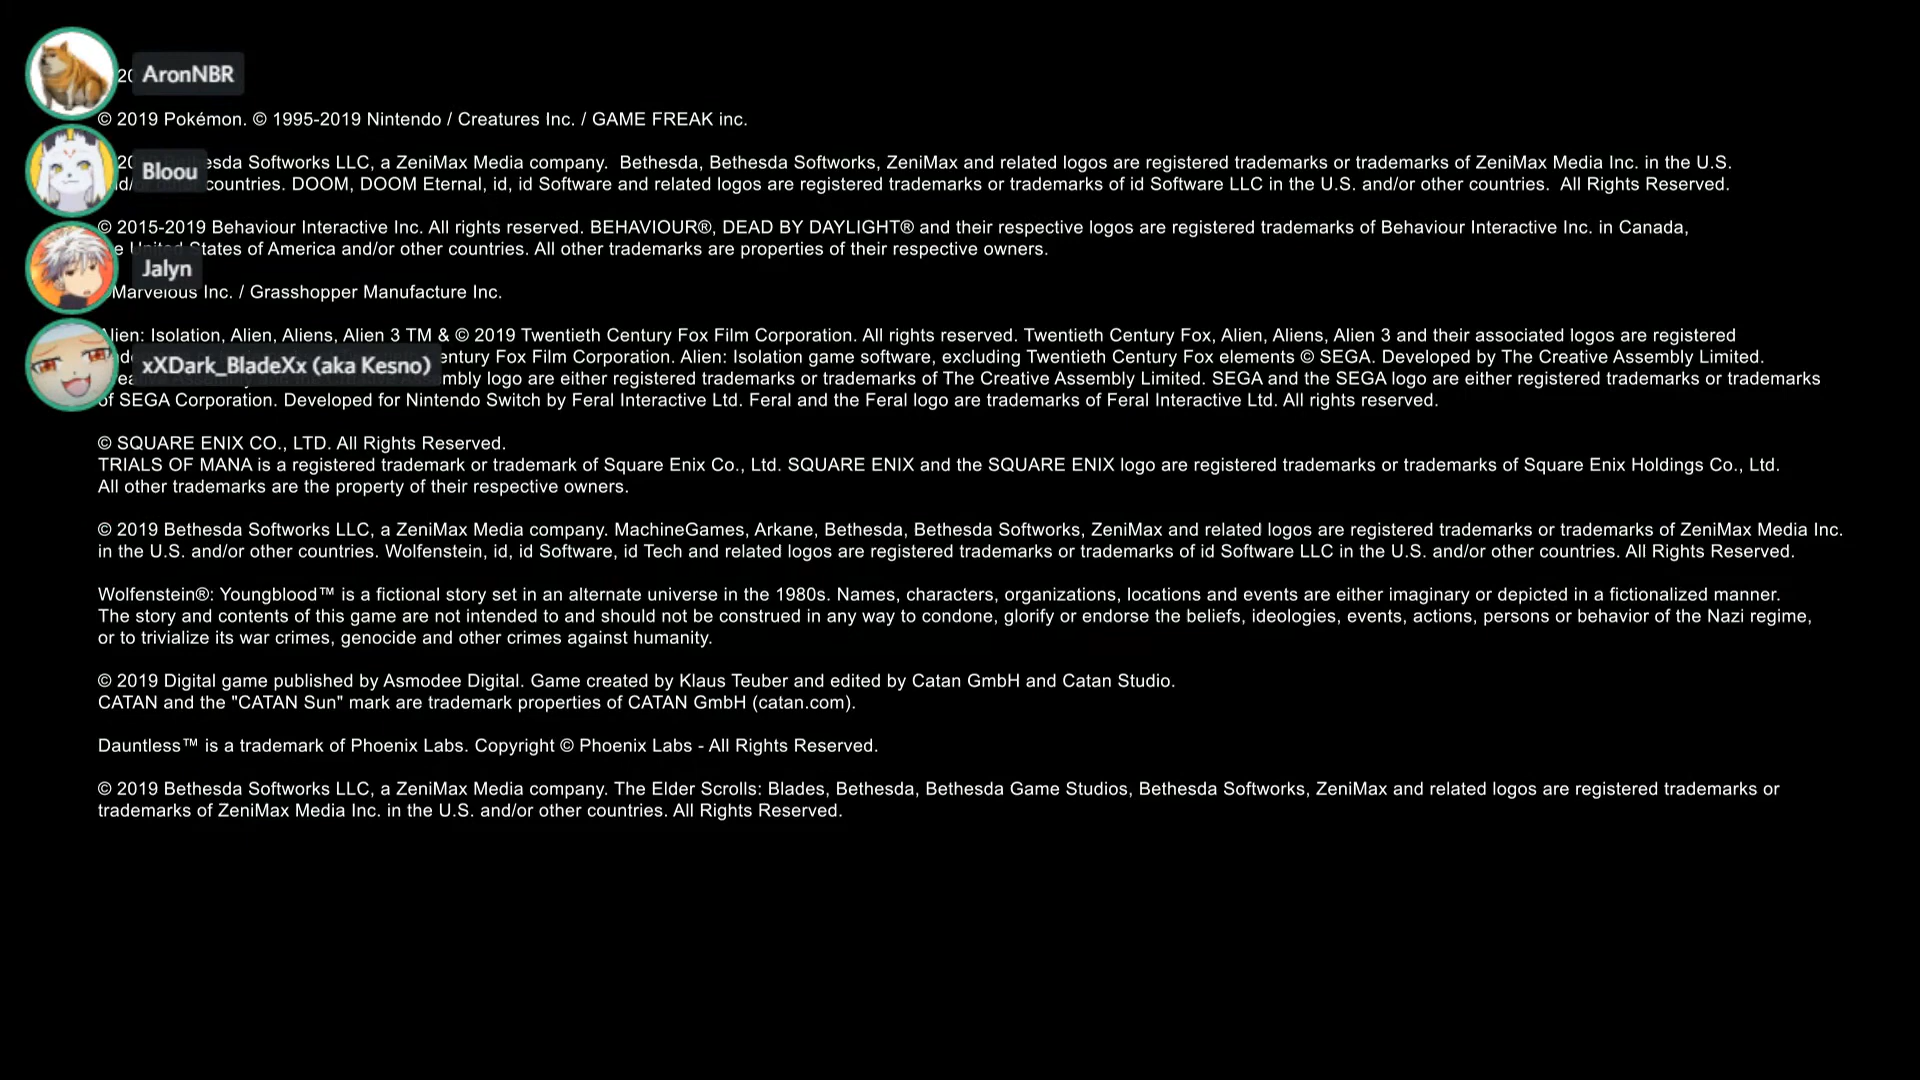 20 AronNBR
© 2019 Pokémon. © 1995-2019 Nintendo / Creatures Inc. / GAME FREAK inc.
Bloou
esda Softworks LLC, a ZeniMax Media company.  Bethesda, Bethesda Softworks, ZeniMax and related logos are registered trademarks or trademarks of ZeniMax Media Inc. in the U.S.
countries. DOOM, DOOM Eternal, id, id Software and related logos are registered trademarks or trademarks of id Software LLC in the U.S. and/or other countries.  All Rights Reserved.
© 2015-2019 Behaviour Interactive Inc. All rights reserved. BEHAVIOUR®, DEAD BY DAYLIGHT® and their respective logos are registered trademarks of Behaviour Interactive Inc. in Canada,
United States of America and/or other countries. All other trademarks are properties of their respective owners.
Jalyn
Marvelous Inc. / Grasshopper Manufacture Inc.
Alien: Isolation, Alien, Aliens, Alien 3 TM & © 2019 Twentieth Century Fox Film Corporation. All rights reserved. Twentieth Century Fox, Alien, Aliens, Alien 3 and their associated logos are registered
xXDark_BladeXx (aka Kesno)
entury Fox Film Corporation. Alien: Isolation game software, excluding Twentieth Century Fox elements © SEGA. Developed by The Creative Assembly Limited.
mbly logo are either registered trademarks or trademarks of The Creative Assembly Limited. SEGA and the SEGA logo are either registered trademarks or trademarks
of SEGA Corporation. Developed for Nintendo Switch by Feral Interactive Ltd. Feral and the Feral logo are trademarks of Feral Interactive Ltd. All rights reserved.
© SQUARE ENIX CO., LTD. All Rights Reserved.
TRIALS OF MANA is a registered trademark or trademark of Square Enix Co., Ltd. SQUARE ENIX and the SQUARE ENIX logo are registered trademarks or trademarks of Square Enix Holdings Co., Ltd.
All other trademarks are the property of their respective owners.
© 2019 Bethesda Softworks LLC, a ZeniMax Media company. MachineGames, Arkane, Bethesda, Bethesda Softworks, ZeniMax and related logos are registered trademarks or trademarks of ZeniMax Media Inc.
in the U.S. and/or other countries. Wolfenstein, id, id Software, id Tech and related logos are registered trademarks or trademarks of id Software LLC in the U.S. and/or other countries. All Rights Reserved.
Wolfenstein®: Youngblood™ is a fictional story set in an alternate universe in the 1980s. Names, characters, organizations, locations and events are either imaginary or depicted in a fictionalized manner.
The story and contents of this game are not intended to and should not be construed in any way to condone, glorify or endorse the beliefs, ideologies, events, actions, persons or behavior of the Nazi regime,
or to trivialize its war crimes, genocide and other crimes against humanity.
© 2019 Digital game published by Asmodee Digital. Game created by Klaus Teuber and edited by Catan GmbH and Catan Studio.
CATAN and the "CATAN Sun" mark are trademark properties of CATAN GmbH (catan.com).
Dauntless™ is a trademark of Phoenix Labs. Copyright © Phoenix Labs - All Rights Reserved.
© 2019 Bethesda Softworks LLC, a ZeniMax Media company. The Elder Scrolls: Blades, Bethesda, Bethesda Game Studios, Bethesda Softworks, ZeniMax and related logos are registered trademarks or
trademarks of ZeniMax Media Inc. in the U.S. and/or other countries. All Rights Reserved.